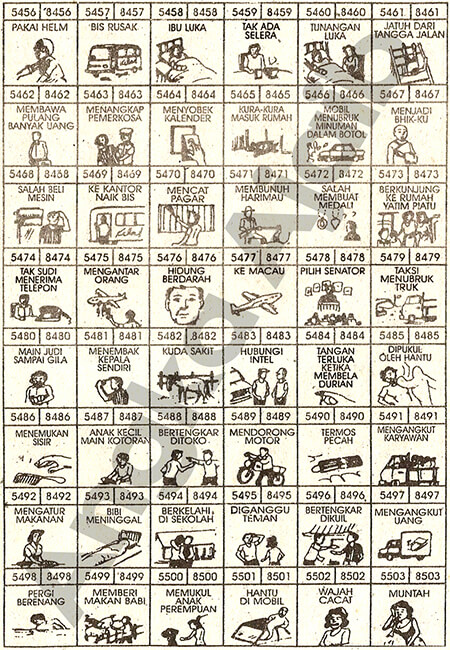 5456 8456
PAKAI HELM
5457 8457
BIS RUSAK
5458 8458
IBU LUKA
5459 8459
TAK ADA
SELERA
5460 8460
TUNANGAN
LUKA
5461 8461
JATUH DARI
TANGGA JALAN
5462 8462
MEMBAWA
PULANG
BANYAK UANG
5463 8463
MENANGKAP
PEMERKOSA
5464 8464
MENYOBEK
KALENDER
5465 8465
KURA-KURA
MASUK RUMAH
5466 8466
MOBIL
MENUBRUK
MINUMAN
DALAM BOTOL
5467 8467
MENJADI
BHIK-KU
5468 8468
SALAH BELI
MESIN
5469 8469
KE KANTOR
NAIK BIS
5470 8470
MENCAT
PAGAR
5471 8471
MEMBUNUH
HARIMAU
5472 8472
SALAH
MEMBUAT
MEDALI
5473 8473
BERKUNJUNG
KE RUMAH
YATIM PIATU
5474 8474
TAK SUDI
MENERIMA
TELEPON
5475 8475
MENGANTAR
ORANG
5476 8476
HIDUNG
BERDARAH
5477 8477
KE MACAU
5478 8478
PILIH SENATOR
5479 8479
TAKSI
MENUBRUK
TRUK
5480 8480
MAIN JUDI
SAMPAI GILA
5481 8481
MENEMBAK
KEPALA
SENDIRI
5482 8482
KUDA SAKIT
5483 8483
HUBUNGI
INTEL
5484 8484
TANGAN
TERLUKA
KETIKA
MEMBELA
DURIAN
5485 8485
DIPUKUL
OLEH HANTU
5486 8486
MENEMUKAN
SISIR
5487 8487
ANAK KECIL
MAIN KOTORAN
5488 8488
BERTENGKAR
DITOKO
5489 8489
MENDORONG
MOTOR
5490 8490
TERMOS
PECAH
5491 8491
MENGANGKUT
KARYAWAN
5492 8492
MENGATUR
MAKANAN
5493 8493
BIBI
MENINGGAL
5494 8494
BERKELAHI
DI SEKOLAH
5495 8495
DIGANGGU
TEMAN
5496 8496
BERTENGKAR
DIKUIL
5497 8497
MENGANGKUT
UANG
5498 8498
PERGI
BERENANG
5499 8499
MEMBERI
MAKAN BABI
5500 8500
MEMUKUL
ANAK
PEREMPUAN
5501 8501
HANTU
DI MOBIL
5502 8502
WAJAH
CACAT
5503 8503
MUNTAH